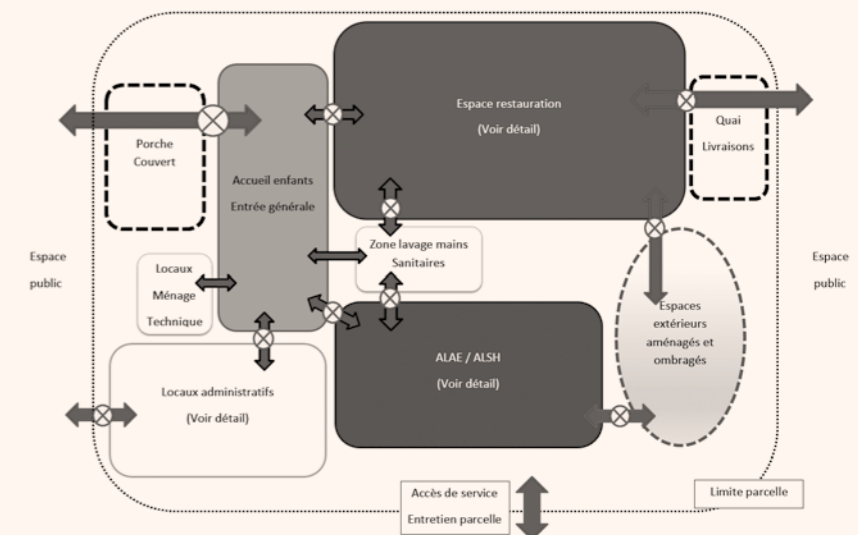 Espace restauration
(Voir détail)
Quai
Livraisons
Porche
Couvert
Accueil enfants
Entrée générale
Zone lavage mains
Sanitaires
Espace
public
Locaux
Ménage
Technique
Espace
public
Espaces
extérieurs
aménagés et
ombragés
ALAE / ALSH
(Voir détail)
Locaux administratifs
(Voir détail)
Accès de service
Entretien parcelle
Limite parcelle